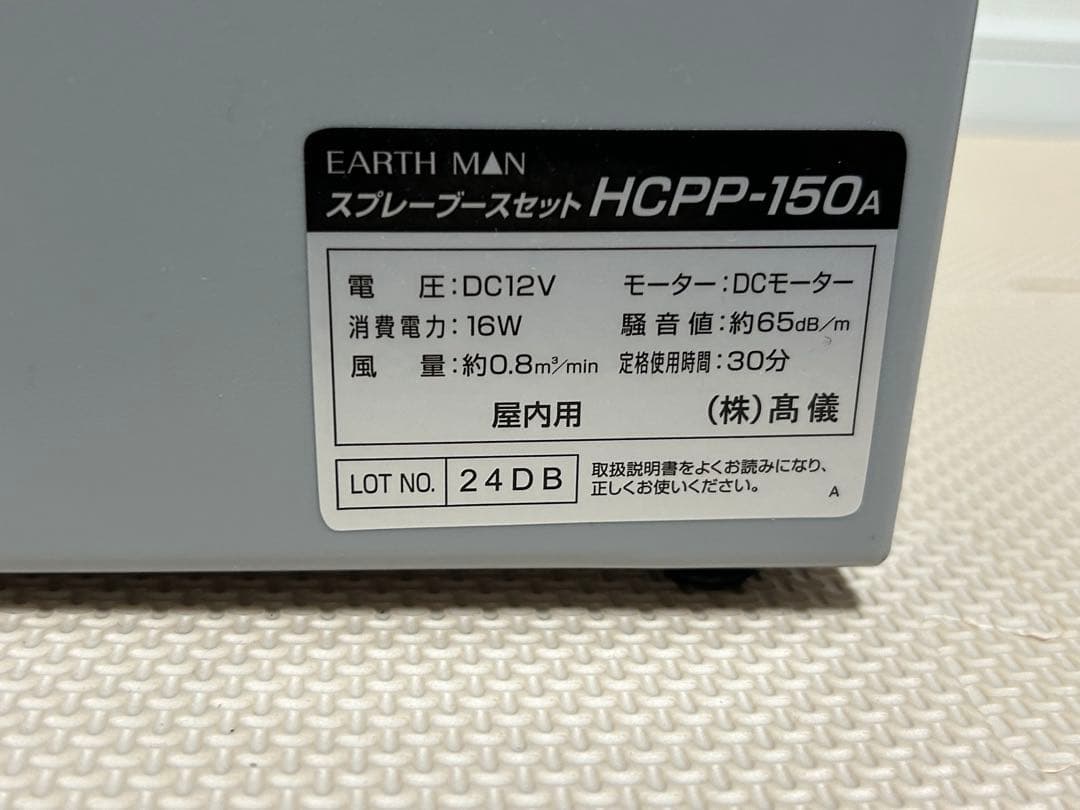 EARTH MAN
スプレーブースセット HCPP-150A
電圧:DC12V モーター:DCモーター
消費電力:16W 騒音値:約65dB/m
風量:約0.8m³/min 定格使用時間:30分
屋内用 (株)髙儀
LOT NO. 24DB
取扱説明書をよくお読みになり、
正しくお使いください。
A